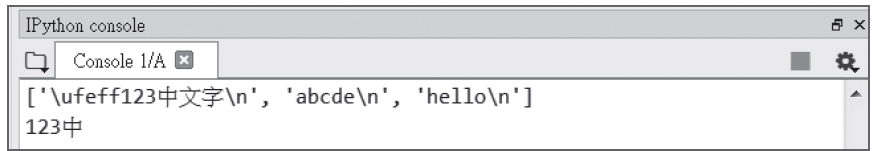 IPython console
Console 1/A
['\ufeff123中文字\n', 'abcde\n', 'hello\n']
123中